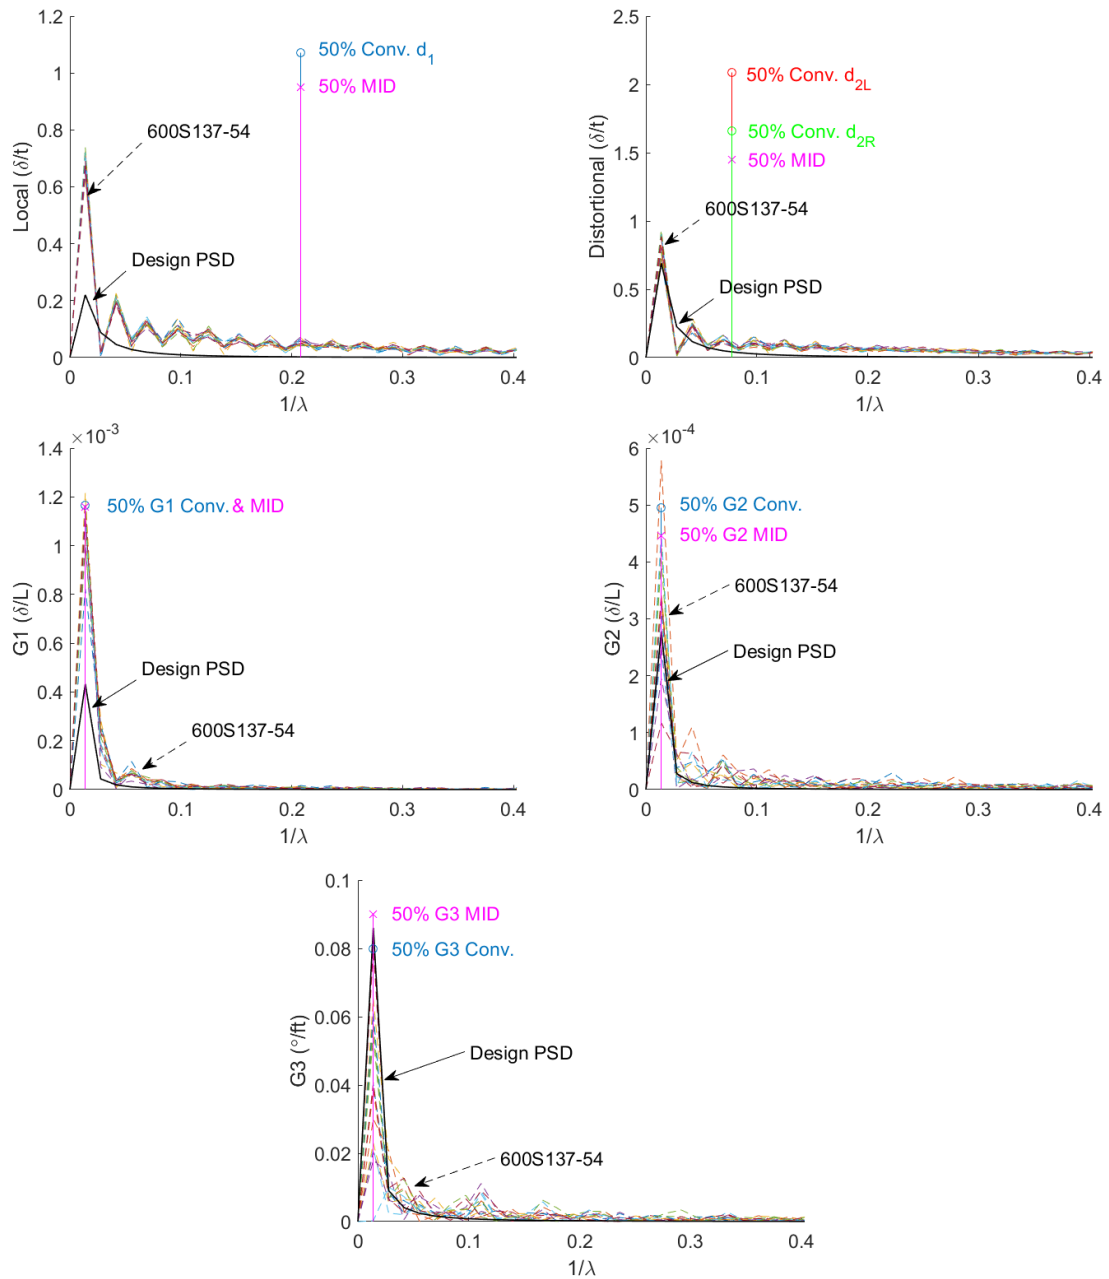 1.2
1
0.8
0.6
0.4
0.2
0
Local (δ/t)
50% Conv. d1
50% MID
600S137-54
Design PSD
0 0.1 0.2 0.3 0.4
1/λ
2.5
2
1.5
1
0.5
0
Distortional (δ/t)
50% Conv. d2L
50% Conv. d2R
50% MID
600S137-54
Design PSD
0 0.1 0.2 0.3 0.4
1/λ
×10-3
1.4
1.2
1
0.8
0.6
0.4
0.2
0
G1 (δ/L)
50% G1 Conv. & MID
Design PSD
600S137-54
0 0.1 0.2 0.3 0.4
1/λ
×10-4
6
5
4
3
2
1
0
G2 (δ/L)
50% G2 Conv.
50% G2 MID
600S137-54
Design PSD
0 0.1 0.2 0.3 0.4
1/λ
0.1
0.08
0.06
0.04
0.02
0
G3 (°/ft)
50% G3 MID
50% G3 Conv.
Design PSD
600S137-54
0 0.1 0.2 0.3 0.4
1/λ